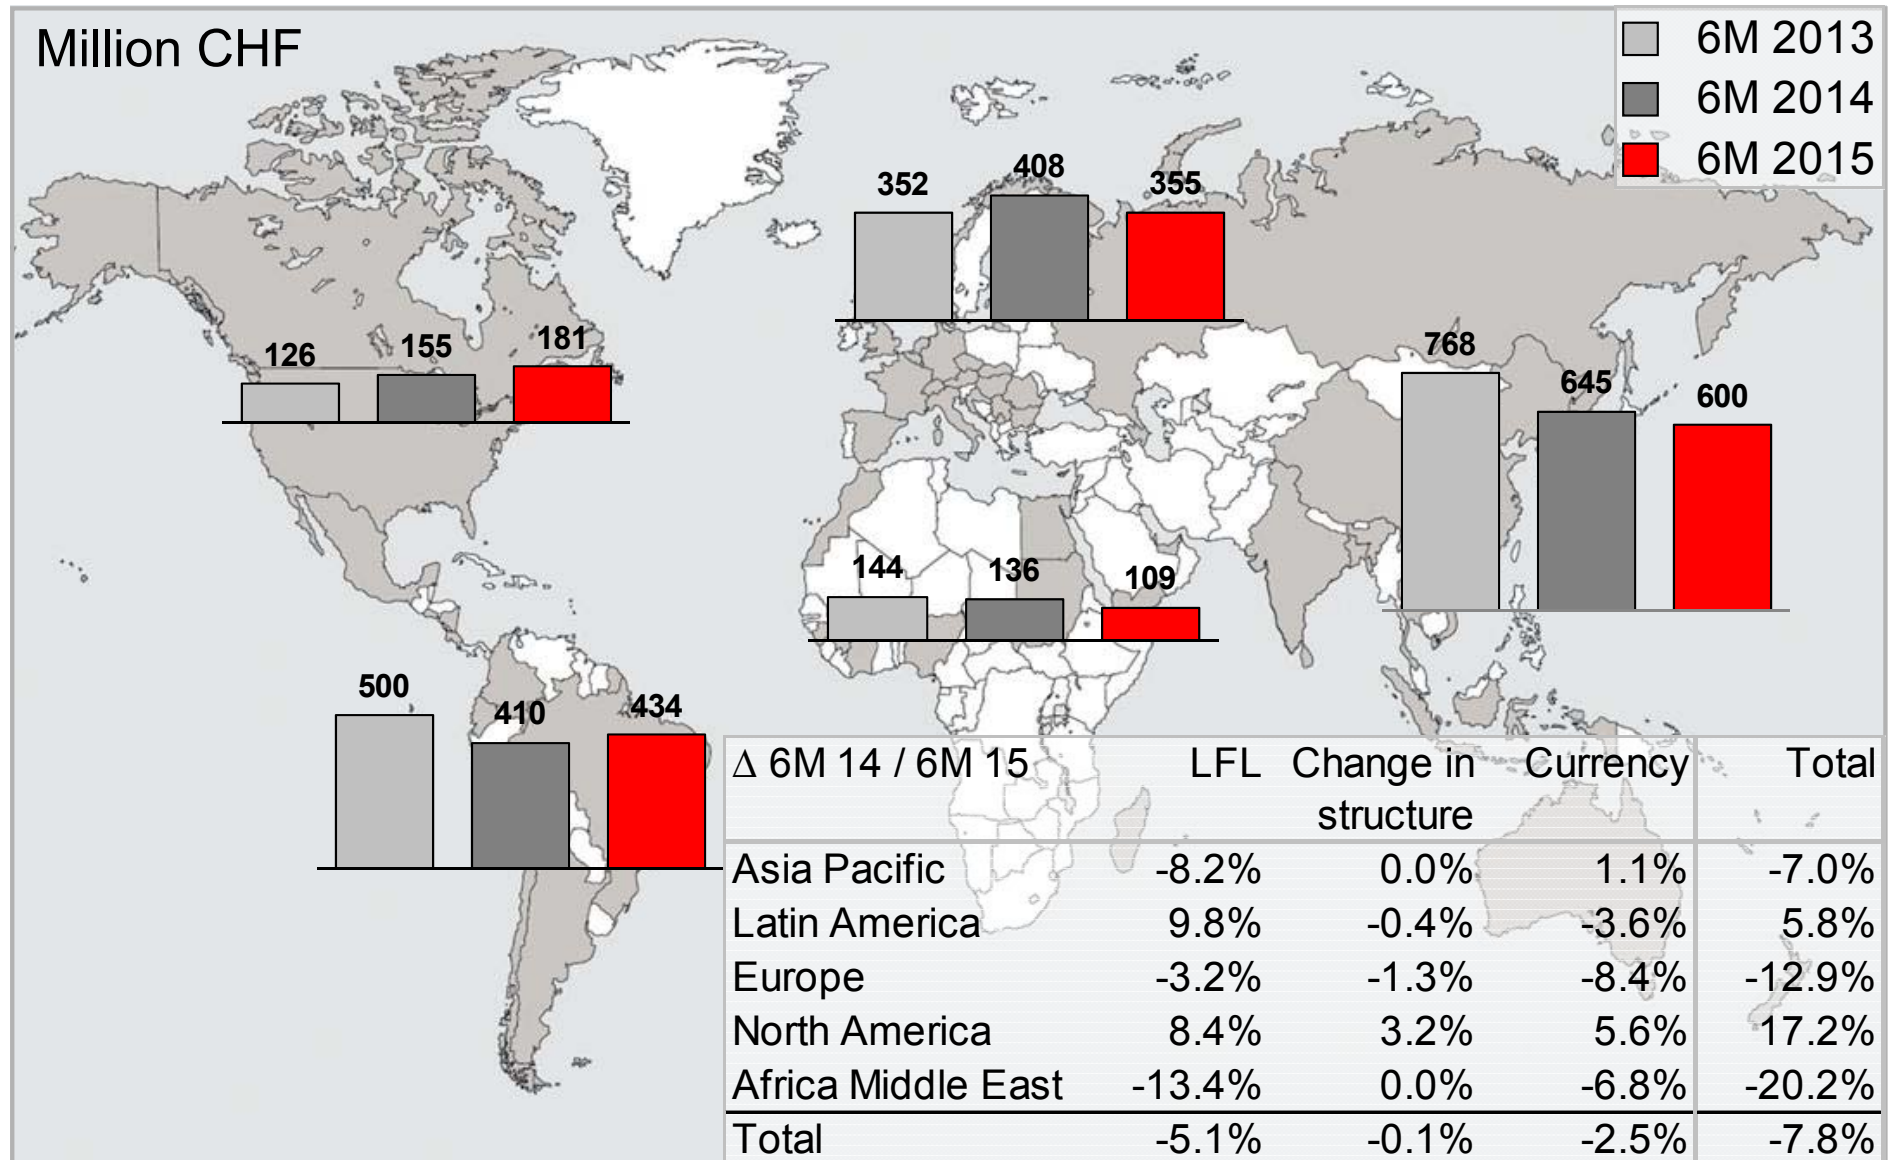 Million CHF
6M 2013
6M 2014
6M 2015
352
408
355
126
155
181
768
645
600
144
136
109
500
410
434
Δ 6M 14 / 6M 15 LFL Change in structure Currency Total
Asia Pacific -8.2% 0.0% 1.1% -7.0%
Latin America 9.8% -0.4% -3.6% 5.8%
Europe -3.2% -1.3% -8.4% -12.9%
North America 8.4% 3.2% 5.6% 17.2%
Africa Middle East -13.4% 0.0% -6.8% -20.2%
Total -5.1% -0.1% -2.5% -7.8%